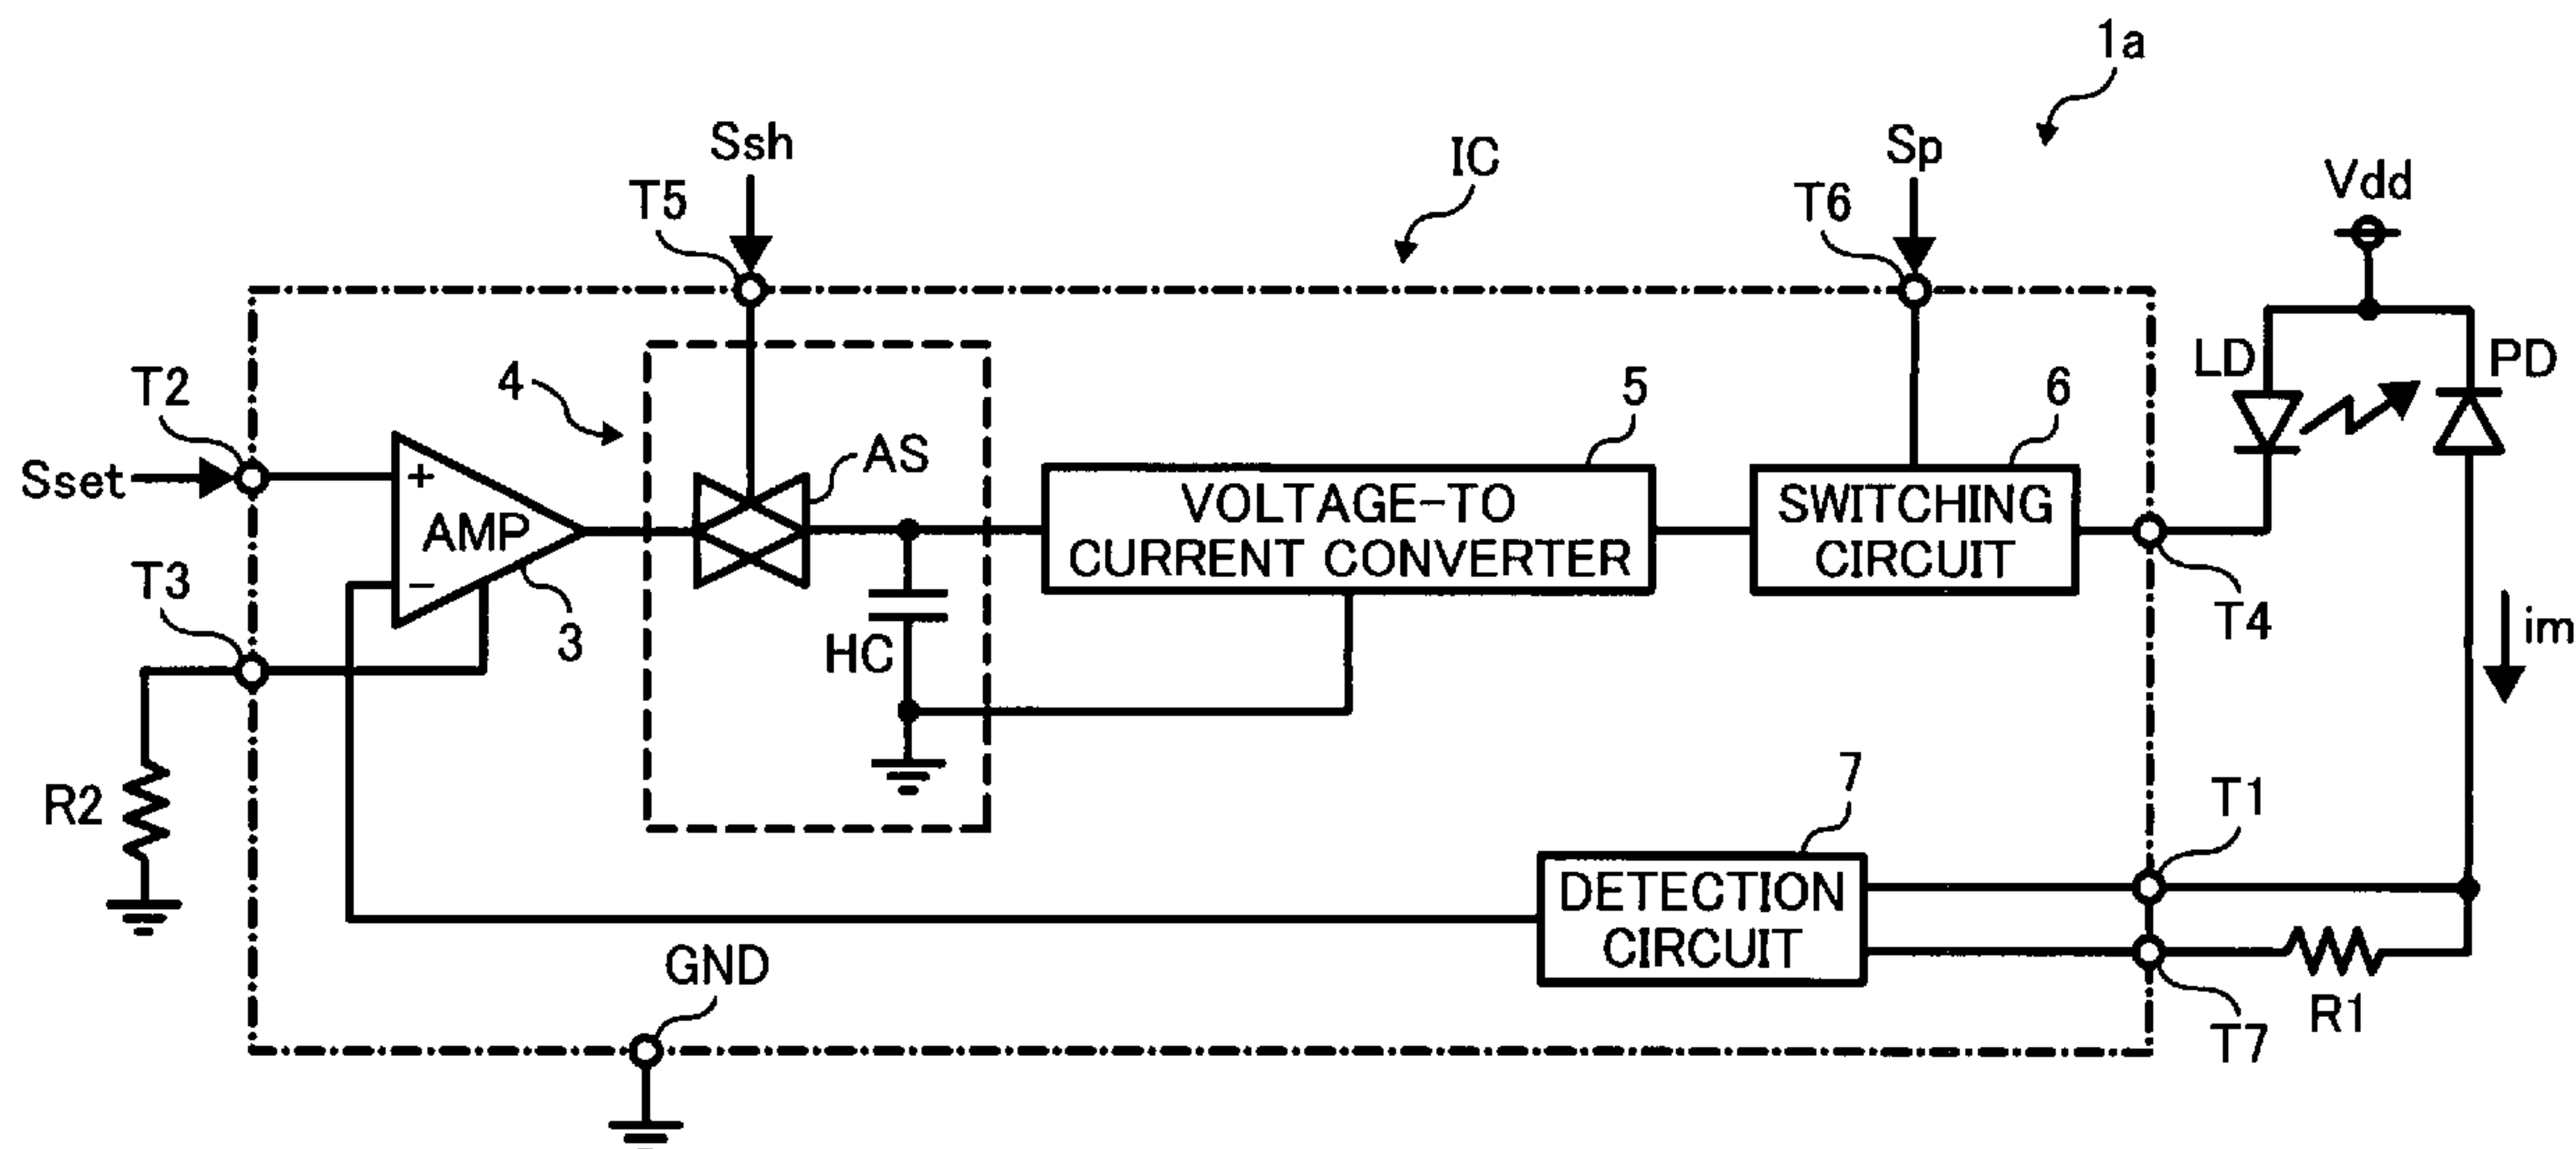 1a
Ssh
Sp
IC
Vdd
T5
T6
LD
PD
4
5
6
T2
AS
Sset
+
AMP
−
VOLTAGE-TO
CURRENT CONVERTER
SWITCHING
CIRCUIT
T3
3
HC
T4
im
R2
7
T1
DETECTION
CIRCUIT
GND
R1
T7